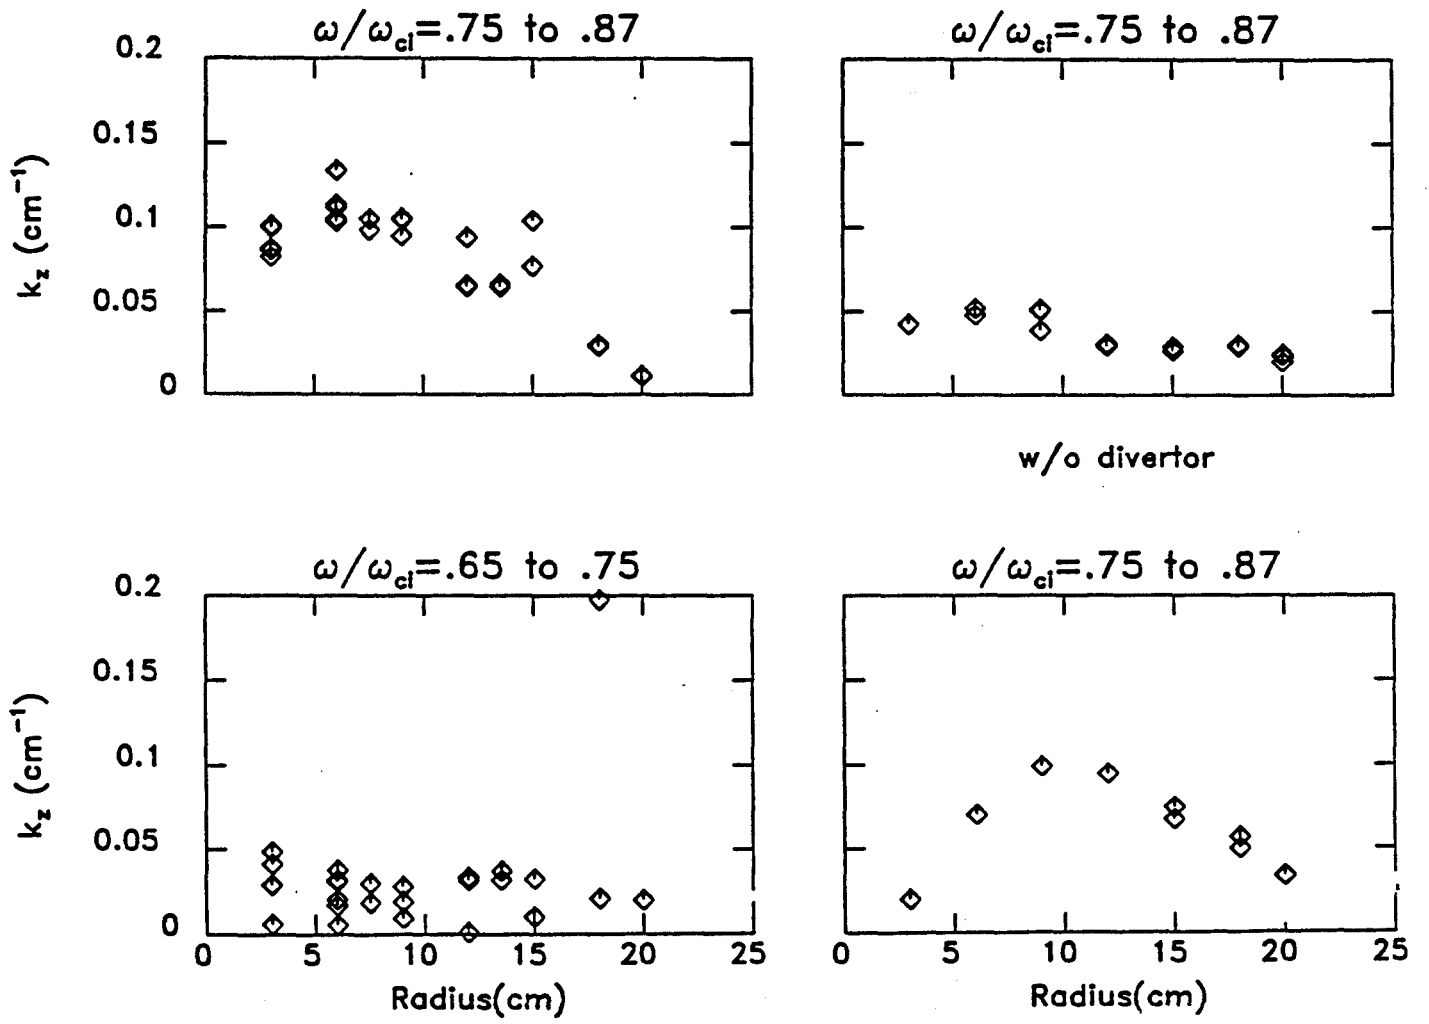 ω/ω_ci=.75 to .87
0.2
0.15
0.1
0.05
0
k_z (cm⁻¹)
ω/ω_ci=.75 to .87
w/o divertor
ω/ω_ci=.65 to .75
0.2
0.15
0.1
0.05
0
k_z (cm⁻¹)
0 5 10 15 20 25
Radius(cm)
ω/ω_ci=.75 to .87
0 5 10 15 20 25
Radius(cm)